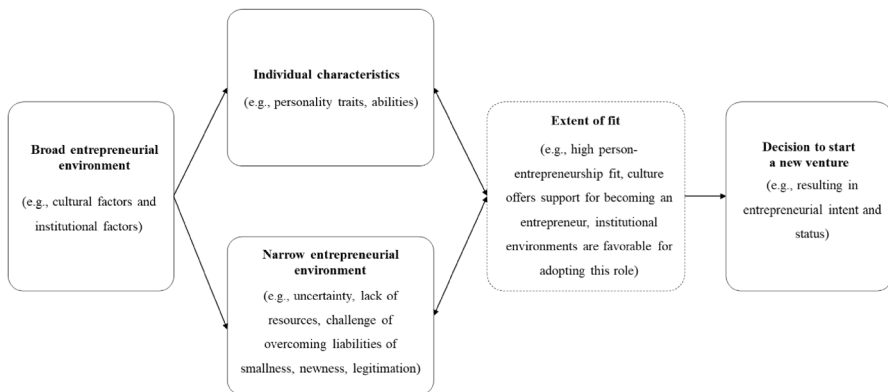 Broad entrepreneurial
environment
(e.g., cultural factors and
institutional factors)
Individual characteristics
(e.g., personality traits, abilities)
Narrow entrepreneurial
environment
(e.g., uncertainty, lack of
resources, challenge of
overcoming liabilities of
smallness, newness, legitimation)
Extent of fit
(e.g., high person-
entrepreneurship fit, culture
offers support for becoming an
entrepreneur, institutional
environments are favorable for
adopting this role)
Decision to start
a new venture
(e.g., resulting in
entrepreneurial intent and
status)